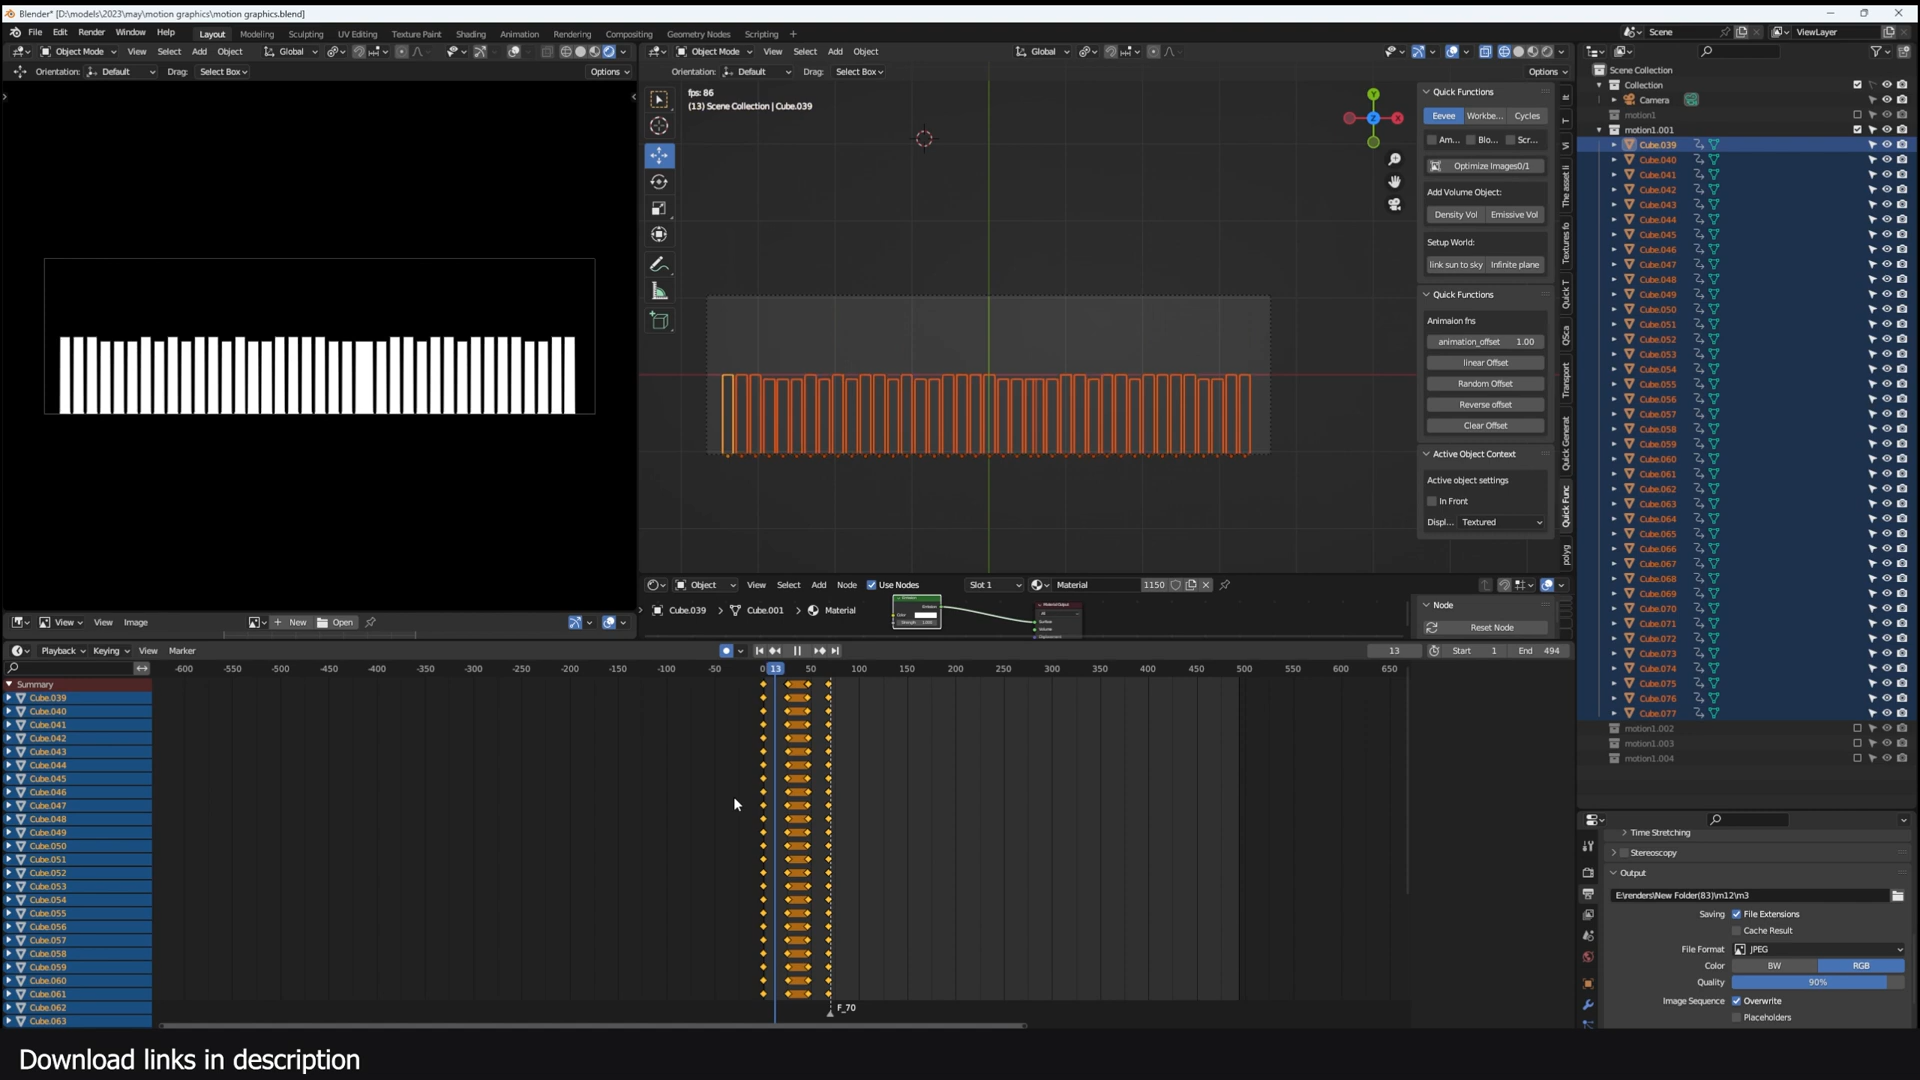 Blender* [D:\models\2023\may\motion graphics\motion graphics.blend]
File Edit Render Window Help Layout Modeling Sculpting UV Editing Texture Paint Shading Animation Rendering Compositing Geometry Nodes Scripting + Scene ViewLayer
Object Mode View Select Add Object Global
Object Mode View Select Add Object Global
Orientation: Default Drag: Select Box Options
Orientation: Default Drag: Select Box Options
fps: 86
(13) Scene Collection | Cube.039
Y
X
Z
Quick Functions
Eevee Workbe... Cycles
Am... Blo... Scr...
Optimize Images0/1
Add Volume Object:
Density Vol Emissive Vol
Setup World:
link sun to sky Infinite plane
Quick Functions
Animaion fns
animation_offset 1.00
linear Offset
Random Offset
Reverse offset
Clear Offset
Active Object Context
Active object settings
In Front
Displ... Textured
It
T
Vi
The asset li
Textures fo
Quick T
QSca
Transport
Quick Generat
Quick Func
polyg
Scene Collection
Collection
Camera
motion1
motion1.001
Cube.039
Cube.040
Cube.041
Cube.042
Cube.043
Cube.044
Cube.045
Cube.046
Cube.047
Cube.048
Cube.049
Cube.050
Cube.051
Cube.052
Cube.053
Cube.054
Cube.055
Cube.056
Cube.057
Cube.058
Cube.059
Cube.060
Cube.061
Cube.062
Cube.063
Cube.064
Cube.065
Cube.066
Cube.067
Cube.068
Cube.069
Cube.070
Cube.071
Cube.072
Cube.073
Cube.074
Cube.075
Cube.076
Cube.077
motion1.002
motion1.003
motion1.004
Object View Select Add Node Use Nodes Slot 1 Material 1150
Cube.039 > Cube.001 > Material
Node
Reset Node
View View Image + New Open
Playback Keying View Marker 13 Start 1 End 494
-600 -550 -500 -450 -400 -350 -300 -250 -200 -150 -100 -50 0 13 50 100 150 200 250 300 350 400 450 500 550 600 650
Summary
Cube.039
Cube.040
Cube.041
Cube.042
Cube.043
Cube.044
Cube.045
Cube.046
Cube.047
Cube.048
Cube.049
Cube.050
Cube.051
Cube.052
Cube.053
Cube.054
Cube.055
Cube.056
Cube.057
Cube.058
Cube.059
Cube.060
Cube.061
Cube.062
Cube.063
F_70
Time Stretching
Stereoscopy
Output
E:\renders\New Folder(83)\m12\m3
Saving File Extensions
Cache Result
File Format JPEG
Color BW RGB
Quality 90%
Image Sequence Overwrite
Placeholders
Download links in description